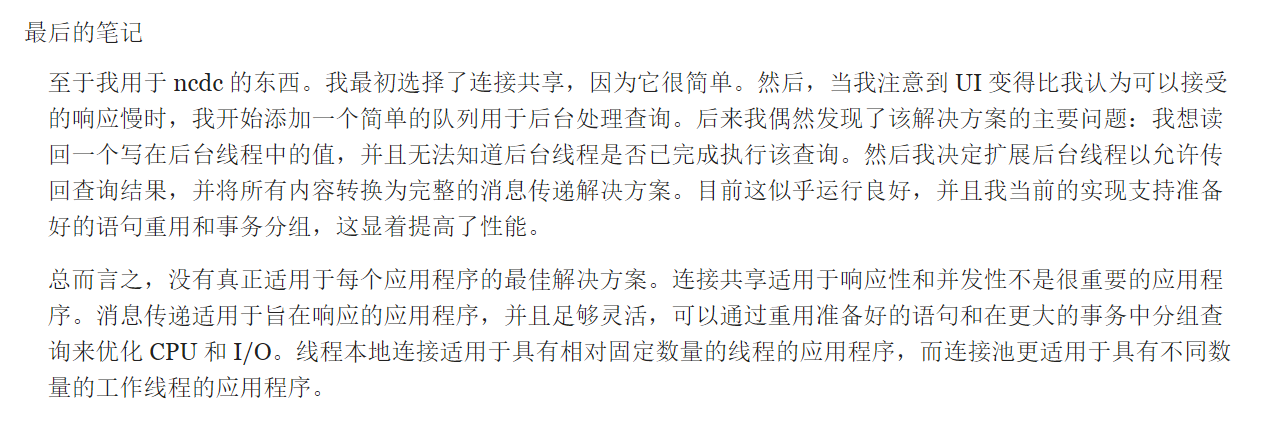 最后的笔记
至于我用于 ncdc 的东西。我最初选择了连接共享，因为它很简单。然后，当我注意到 UI 变得比我认为可以接受
的响应慢时，我开始添加一个简单的队列用于后台处理查询。后来我偶然发现了该解决方案的主要问题：我想读
回一个写在后台线程中的值，并且无法知道后台线程是否已完成执行该查询。然后我决定扩展后台线程以允许传
回查询结果，并将所有内容转换为完整的消息传递解决方案。目前这似乎运行良好，并且我当前的实现支持准备
好的语句重用和事务分组，这显着提高了性能。
总而言之，没有真正适用于每个应用程序的最佳解决方案。连接共享适用于响应性和并发性不是很重要的应用程
序。消息传递适用于旨在响应的应用程序，并且足够灵活，可以通过重用准备好的语句和在更大的事务中分组查
询来优化 CPU 和 I/O。线程本地连接适用于具有相对固定数量的线程的应用程序，而连接池更适用于具有不同数
量的工作线程的应用程序。